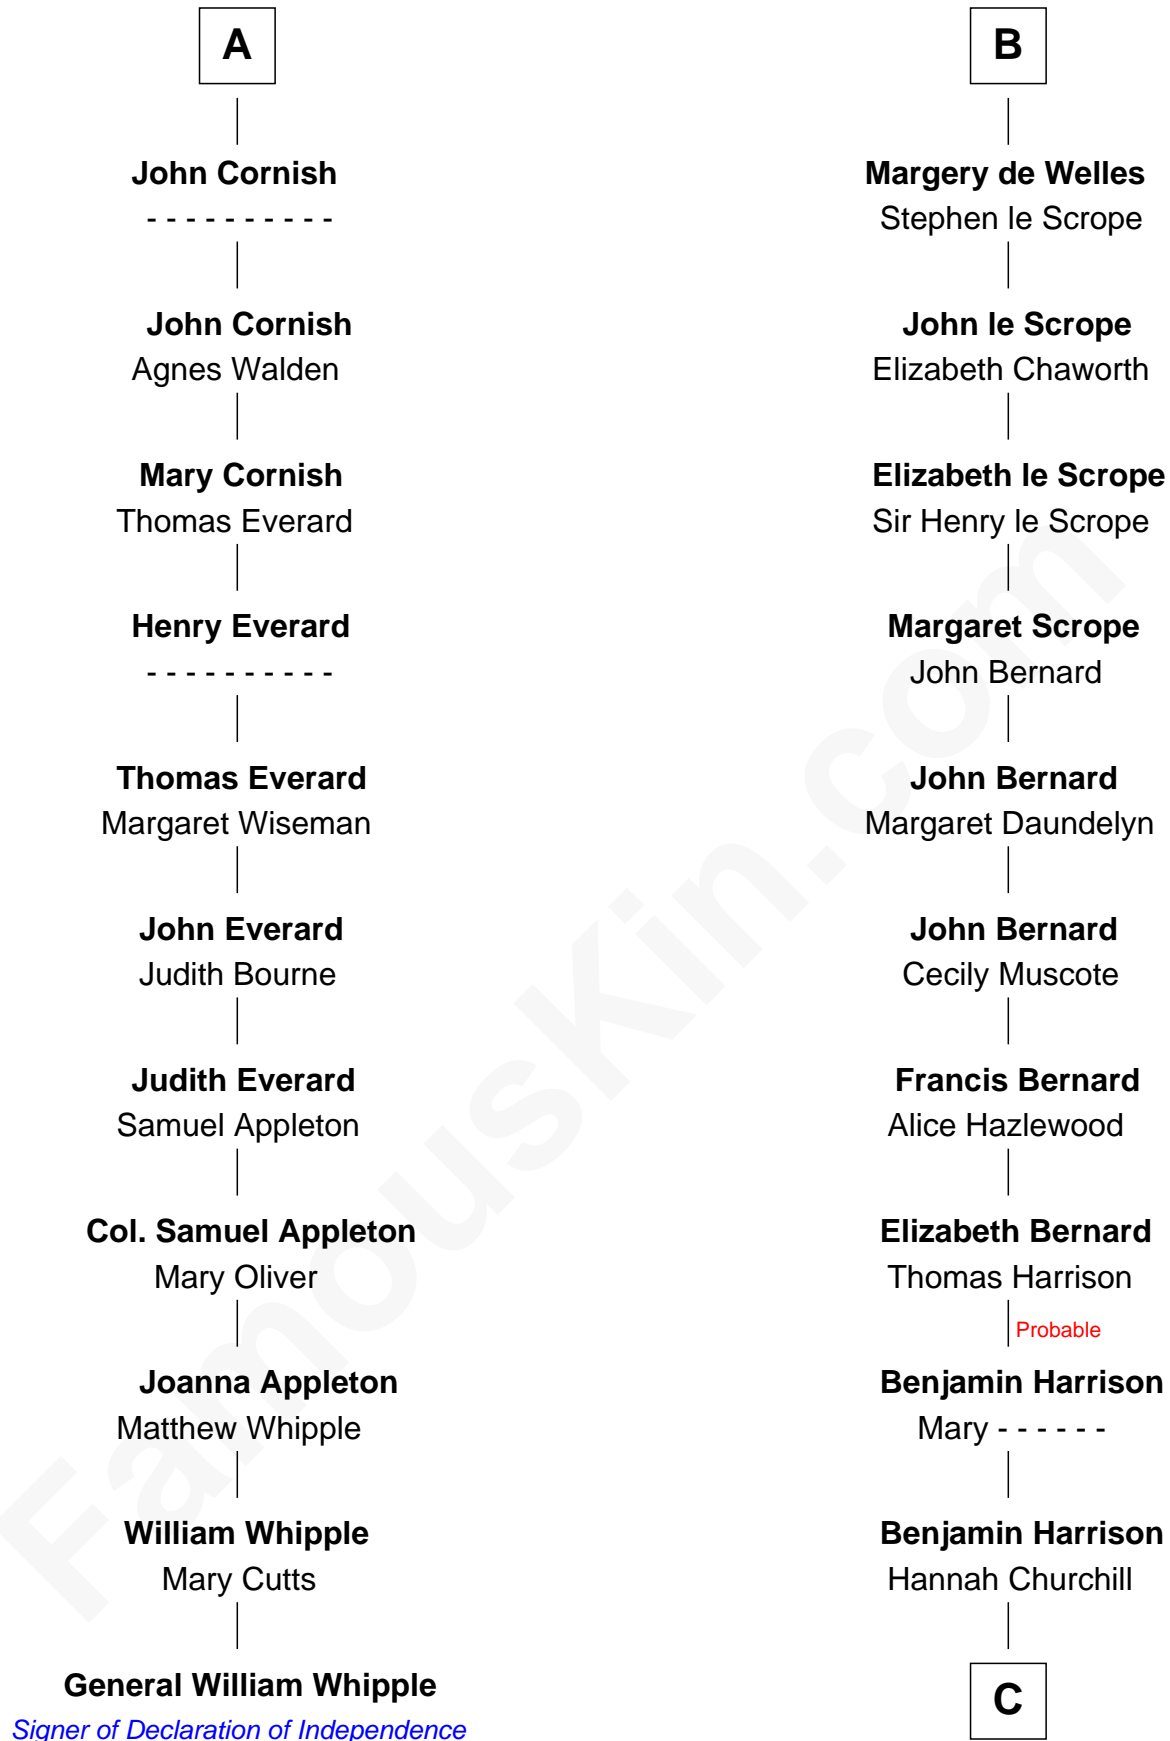 A
John Cornish
- - - - - - - - - -
John Cornish
Agnes Walden
Mary Cornish
Thomas Everard
Henry Everard
- - - - - - - - - -
Thomas Everard
Margaret Wiseman
John Everard
Judith Bourne
Judith Everard
Samuel Appleton
Col. Samuel Appleton
Mary Oliver
Joanna Appleton
Matthew Whipple
William Whipple
Mary Cutts
General William Whipple
Signer of Declaration of Independence
B
Margery de Welles
Stephen le Scrope
John le Scrope
Elizabeth Chaworth
Elizabeth le Scrope
Sir Henry le Scrope
Margaret Scrope
John Bernard
John Bernard
Margaret Daundelyn
John Bernard
Cecily Muscote
Francis Bernard
Alice Hazlewood
Elizabeth Bernard
Thomas Harrison
Probable
Benjamin Harrison
Mary - - - - - -
Benjamin Harrison
Hannah Churchill
C
FamousKin.com